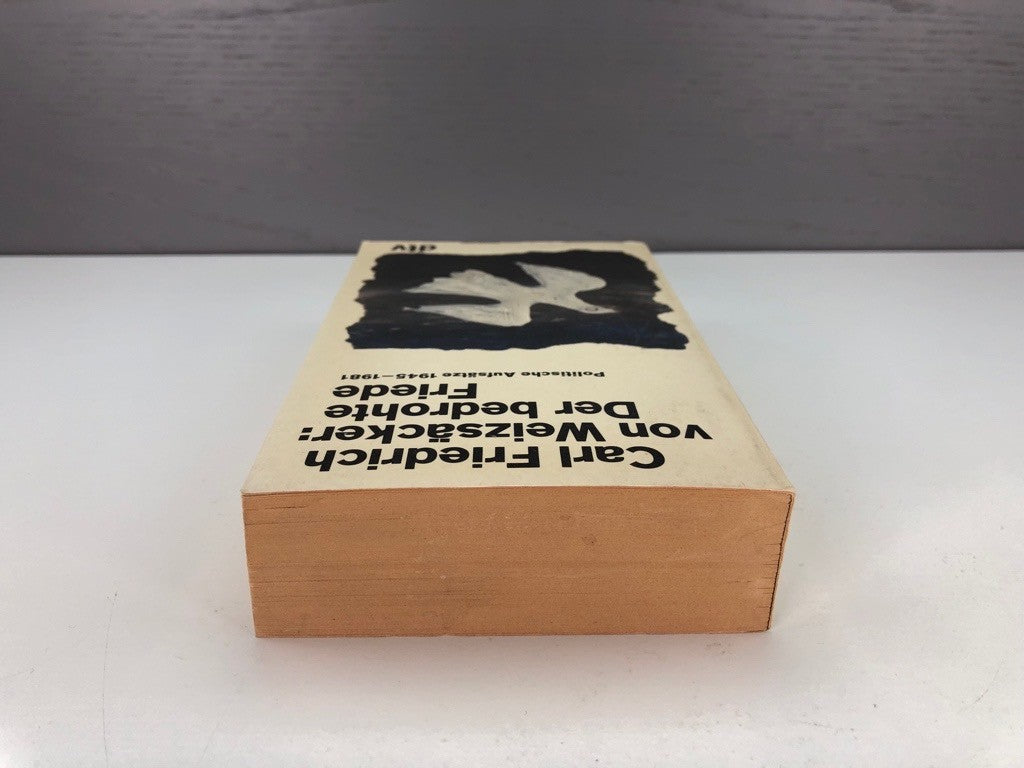 Carl Friedrich
von Weizsäcker:
Der bedrohte
Friede
Politische Aufsätze 1945–1981
dtv